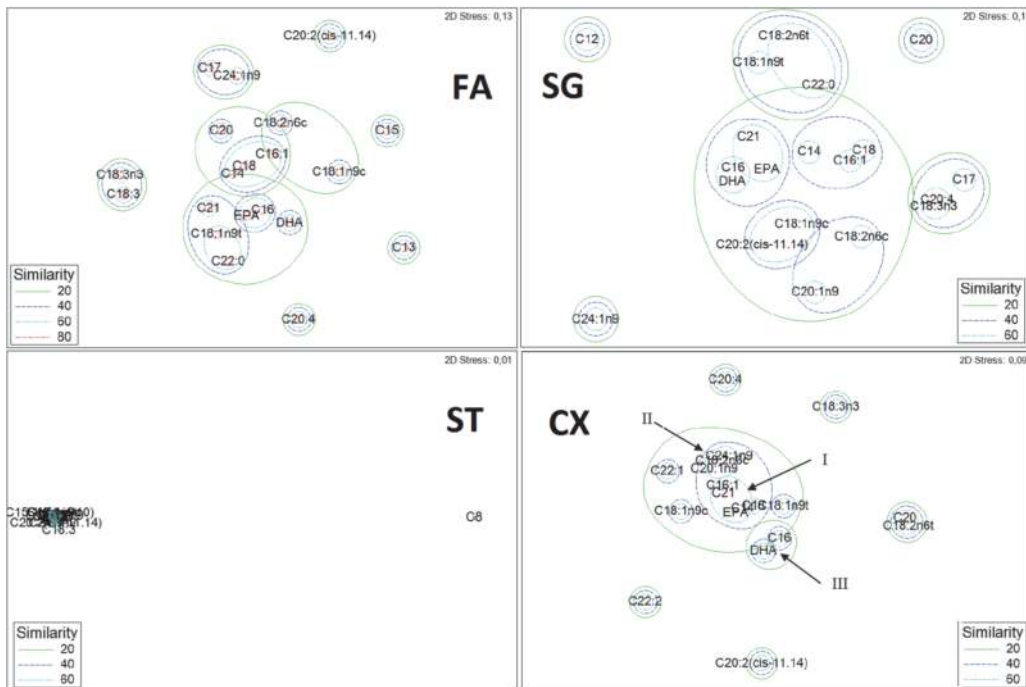 2D Stress: 0,13
C20:2(cis-11.14)
C17
C24:1n9
FA
C20
C18:2n6c
C15
C16:1
C18
C14
C18:1n9c
C18:3n3
C18:3
C21
EPA
C16
DHA
C18:1n9t
C22:0
C13
C20:4
Similarity
20
40
60
80
2D Stress: 0,1
C12
C18:2n6t
C20
SG
C18:1n9t
C22:0
C21
C14
C18
C16
C16:1
DHA
EPA
C17
C20:4
C18:3n3
C18:1n9c
C20:2(cis-11.14)
C18:2n6c
C20:1n9
C24:1n9
Similarity
20
40
60
2D Stress: 0,01
ST
C8
C18:3
Similarity
20
40
60
2D Stress: 0,09
C20:4
CX
C18:3n3
II
C24:1n9
C18:2n6c
I
C22:1
C20:1n9
C16:1
C21
C18:1n9c
EPA
C18
C18:1n9t
C20
C18:2n6t
C16
DHA
III
C22:2
C20:2(cis-11.14)
Similarity
20
40
60